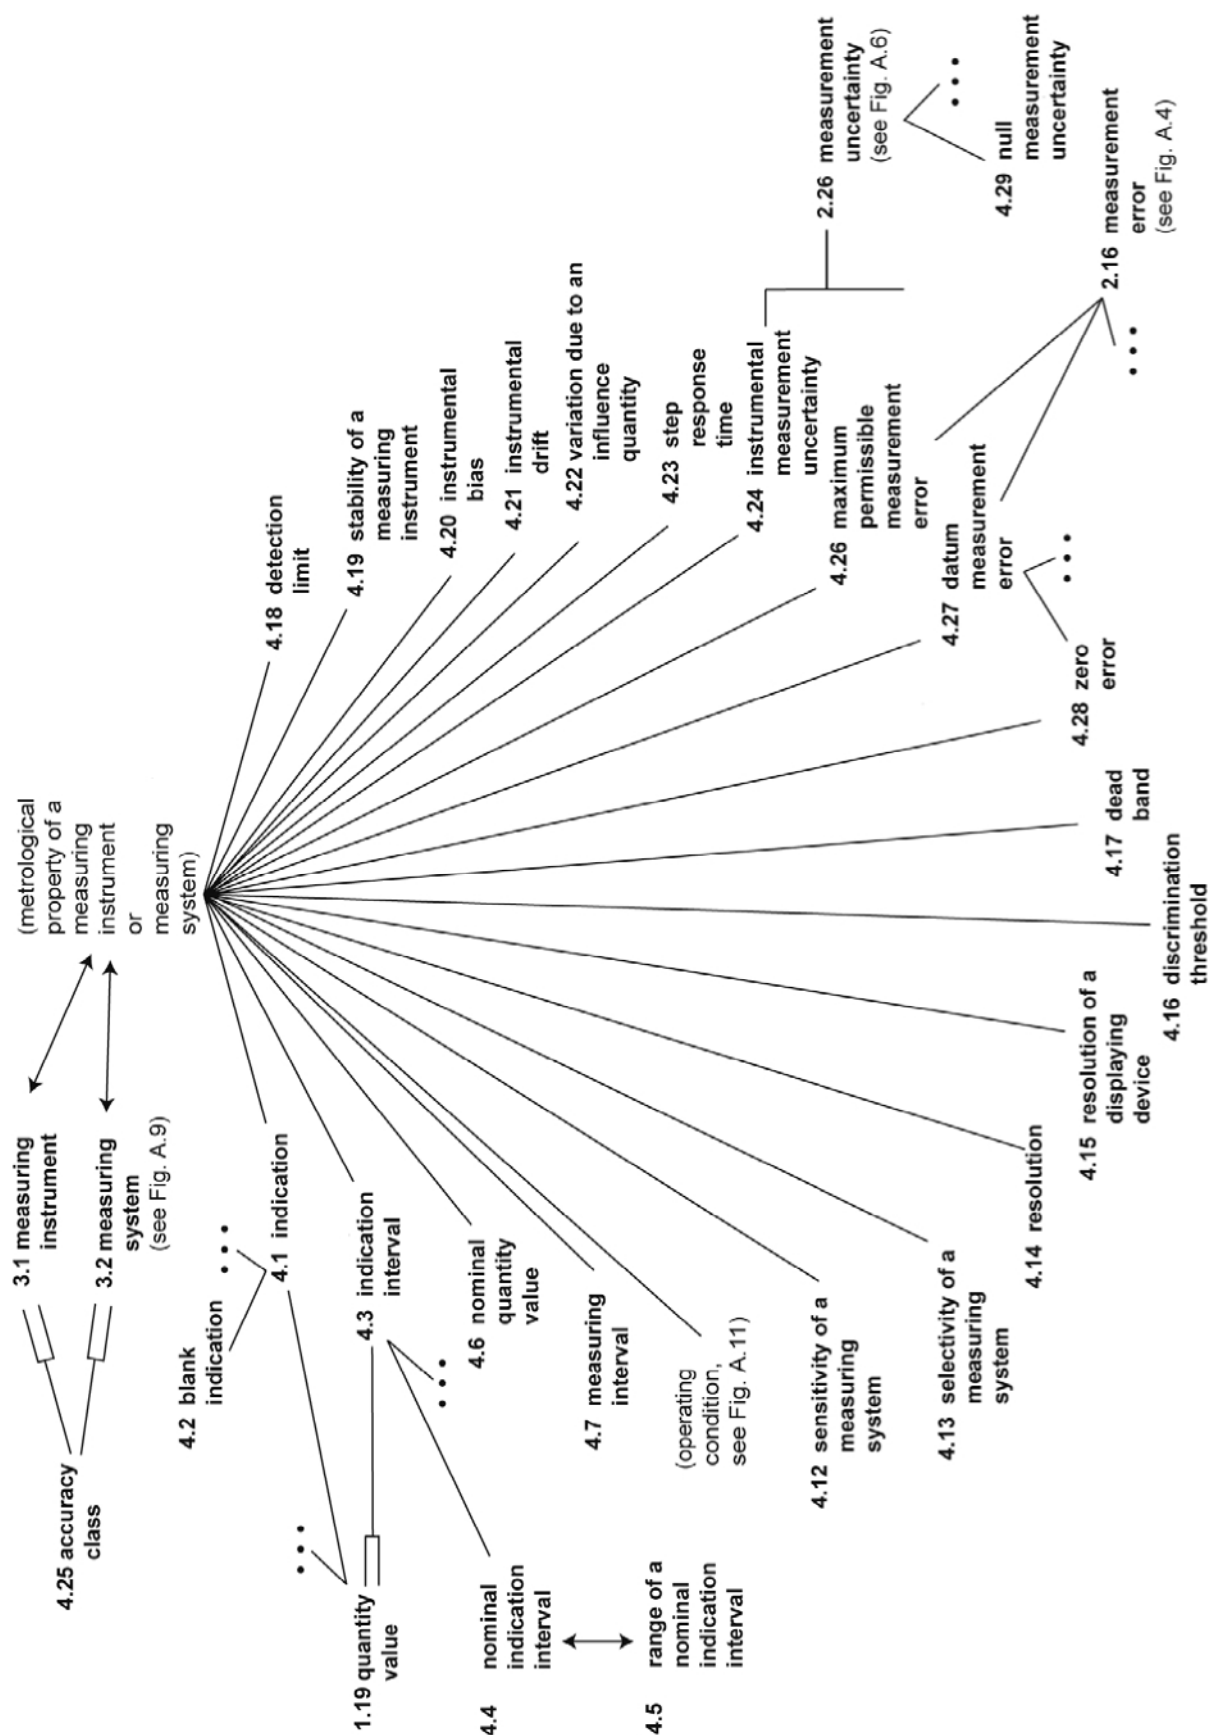 4.25 accuracy
class
3.1 measuring
instrument
3.2 measuring
system
(see Fig. A.9)
(metrological
property of a
measuring
instrument
or
measuring
system)
4.2 blank
indication
•••
4.1 indication
•••
1.19 quantity
value
4.3 indication
interval
•••
4.4 nominal
indication
interval
4.5 range of a
nominal
indication
interval
4.6 nominal
quantity
value
4.7 measuring
interval
(operating
condition,
see Fig. A.11)
4.12 sensitivity of a
measuring
system
4.13 selectivity of a
measuring
system
4.14 resolution
4.15 resolution of a
displaying
device
4.16 discrimination
threshold
4.17 dead
band
4.28 zero
error
•••
4.27 datum
measurement
error
4.26 maximum
permissible
measurement
error
•••
2.16 measurement
error
(see Fig. A.4)
4.24 instrumental
measurement
uncertainty
2.26 measurement
uncertainty
(see Fig. A.6)
•••
4.29 null
measurement
uncertainty
4.23 step
response
time
4.22 variation due to an
influence
quantity
4.21 instrumental
drift
4.20 instrumental
bias
4.19 stability of a
measuring
instrument
4.18 detection
limit